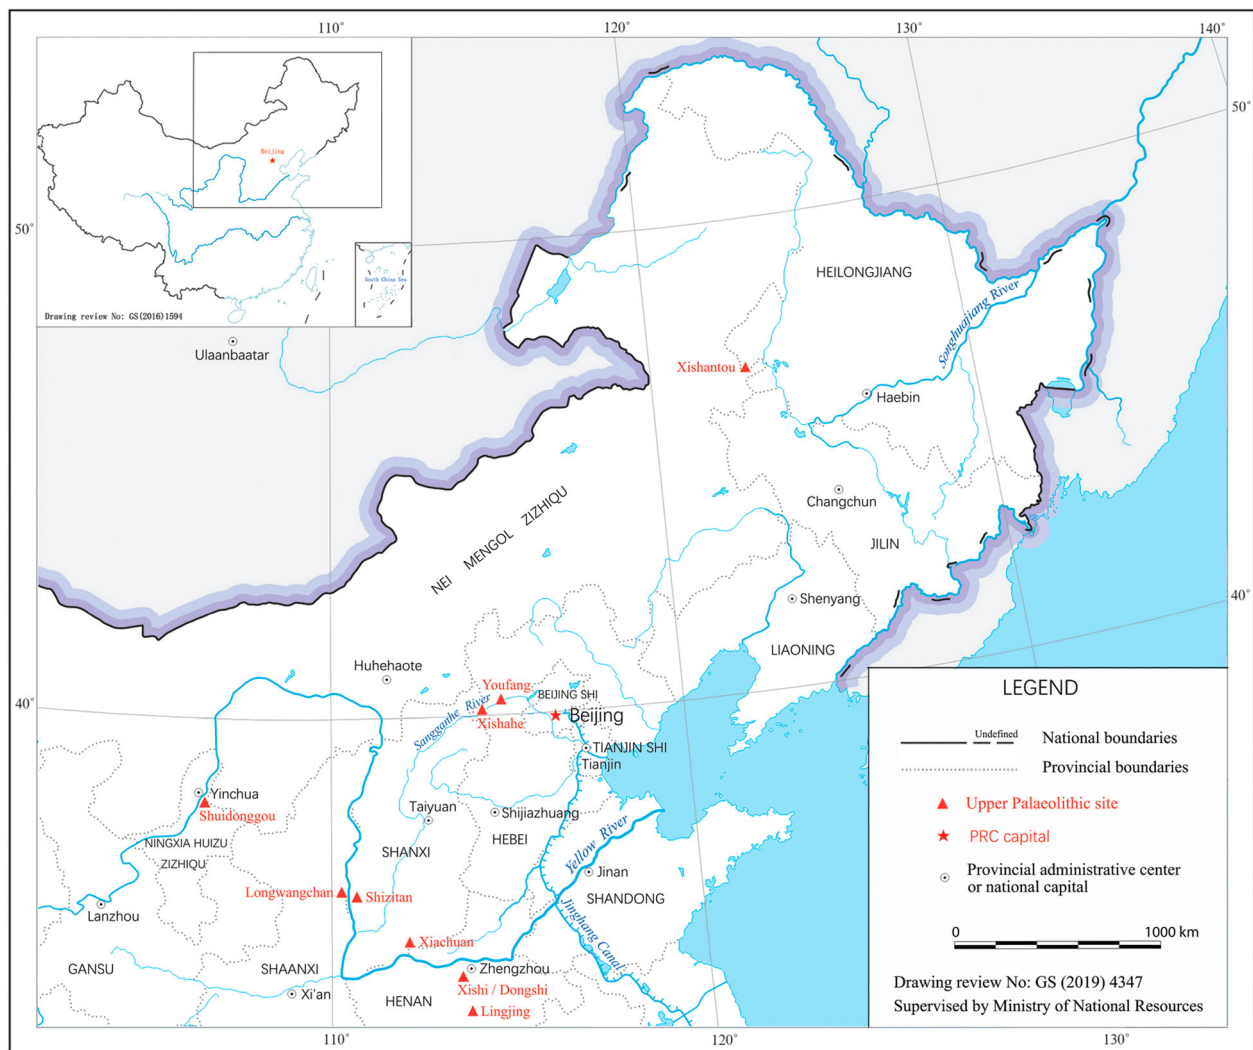 110°
120°
130°
140°
50°
50°
40°
40°
110°
120°
130°
Beijing
South China Sea
Drawing review No: GS(2016)1594
Ulaanbaatar
HEILONGJIANG
Songhuajiang River
Xishantou
Haebin
Changchun
JILIN
NEI MENGOL ZIZHIQU
Shenyang
LIAONING
Huhehaote
Youfang
BEIJING SHI
Sangganhe River
Xishahe
Beijing
TIANJIN SHI
Tianjin
Yinchua
Shuidonggou
Taiyuan
Shijiazhuang
NINGXIA HUIZU
ZIZHIQU
SHANXI
HEBEI
Yellow River
Jinan
Longwangchan
Shizitan
SHANDONG
Lanzhou
Jinghang Canal
Xiachuan
GANSU
SHAANXI
Zhengzhou
Xishi / Dongshi
Xi'an
HENAN
Lingjing
LEGEND
Undefined
National boundaries
Provincial boundaries
Upper Palaeolithic site
PRC capital
Provincial administrative center
or national capital
0 1000 km
Drawing review No: GS (2019) 4347
Supervised by Ministry of National Resources